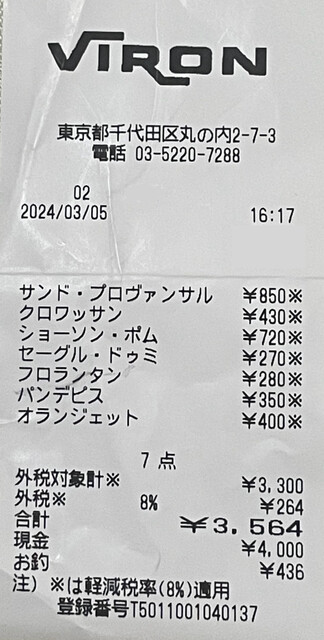 VIRON
東京都千代田区丸の内2-7-3
電話 03-5220-7288
02
2024/03/05 16:17
サンド・プロヴァンサル ¥850※
クロワッサン ¥430※
ショーソン・ポム ¥720※
セーグル・ドゥミ ¥270※
フロランタン ¥280※
パンデピス ¥350※
オランジェット ¥400※
7 点
外税対象計※ ¥3,300
外税※ 8% ¥264
合計 ¥3,564
現金 ¥4,000
お釣 ¥436
注) ※は軽減税率(8%)適用
登録番号T5011001040137